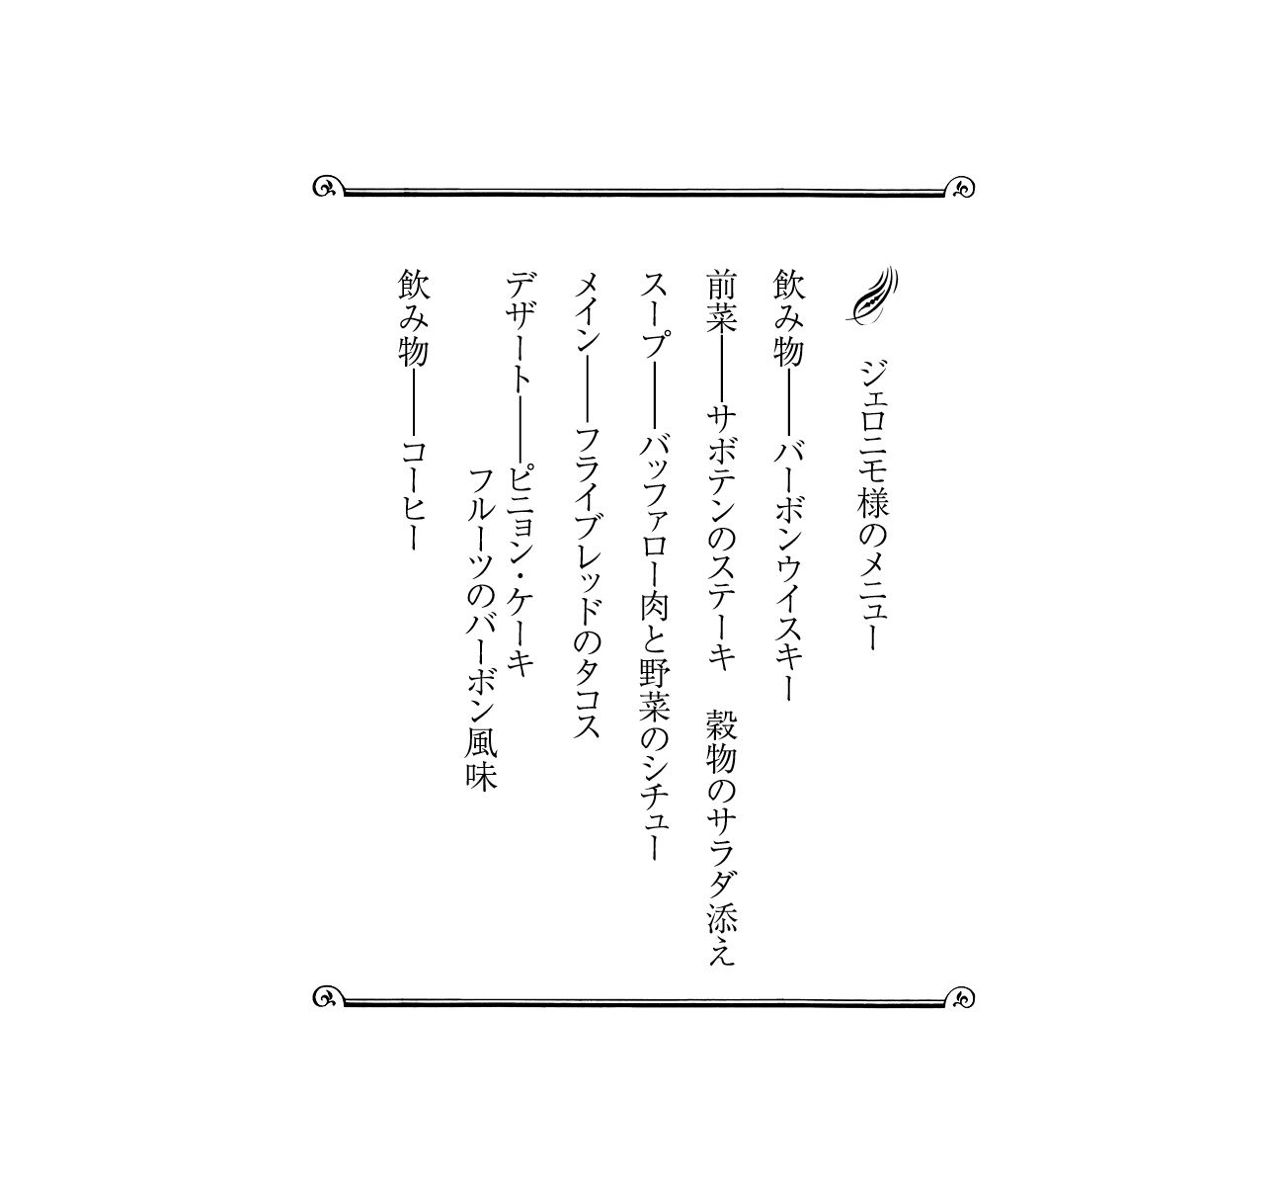 ジェロニモ様のメニュー
飲み物――バーボンウイスキー
前菜――サボテンのステーキ　穀物のサラダ添え
スープ――バッファロー肉と野菜のシチュー
メイン――フライブレッドのタコス
デザート――ピニョン・ケーキ
フルーツのバーボン風味
飲み物――コーヒー